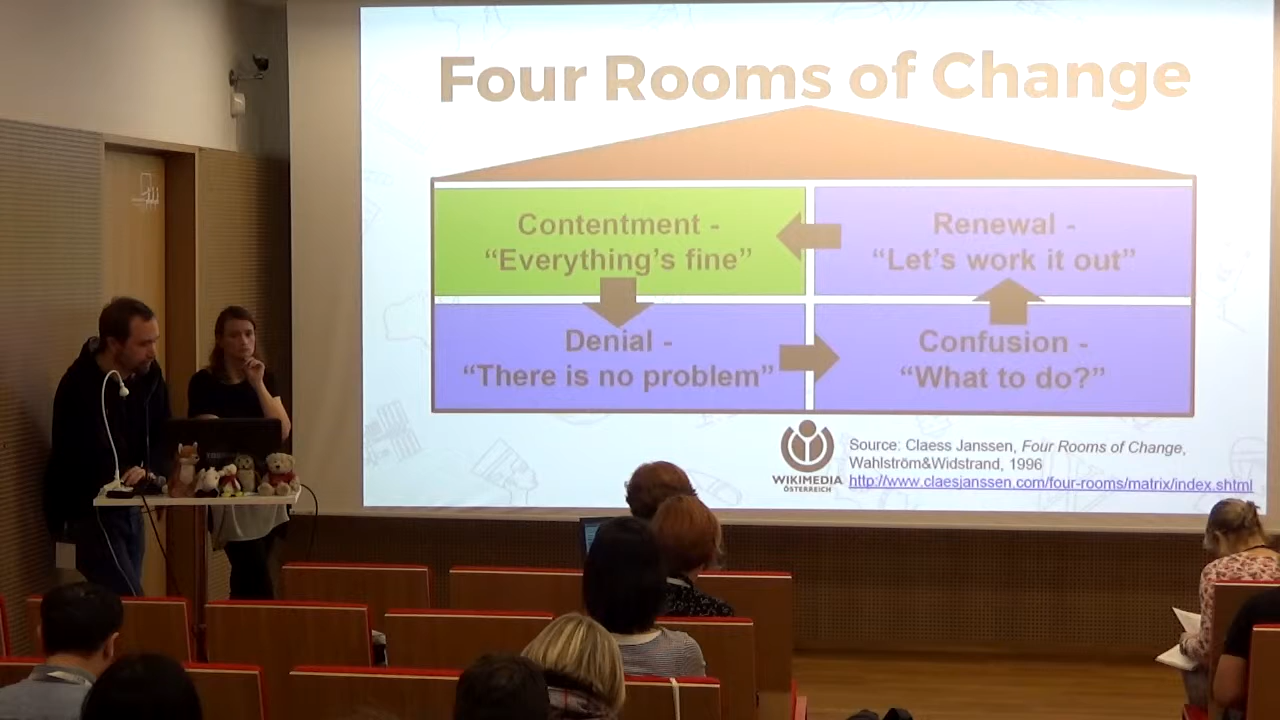 Four Rooms of Change
Contentment -
“Everything’s fine”
Renewal -
“Let’s work it out”
Denial -
“There is no problem”
Confusion -
“What to do?”
WIKIMEDIA
ÖSTERREICH
Source: Claess Janssen, Four Rooms of Change,
Wahlström&Widstrand, 1996
http://www.claesjanssen.com/four-rooms/matrix/index.shtml